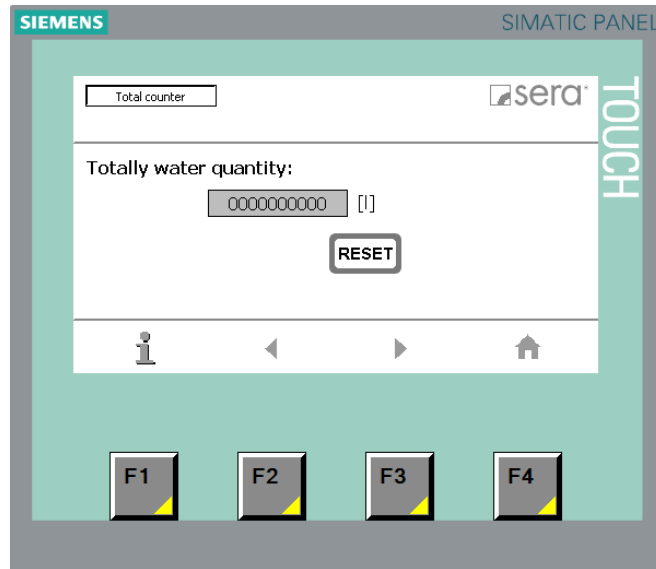 SIEMENS
SIMATIC PANEL
TOUCH
Total counter
sera
Totally water quantity:
0000000000 [l]
RESET
i
F1 F2 F3 F4